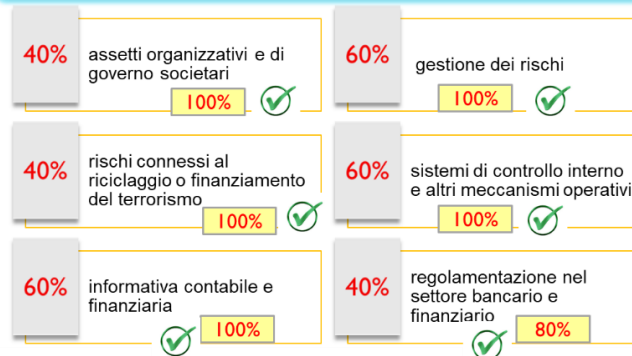 40%
assetti organizzativi e di
governo societari
100%
60%
gestione dei rischi
100%
40%
rischi connessi al
riciclaggio o finanziamento
del terrorismo
100%
60%
sistemi di controllo interno
e altri meccanismi operativi
100%
60%
informativa contabile e
finanziaria
100%
40%
regolamentazione nel
settore bancario e
finanziario
80%